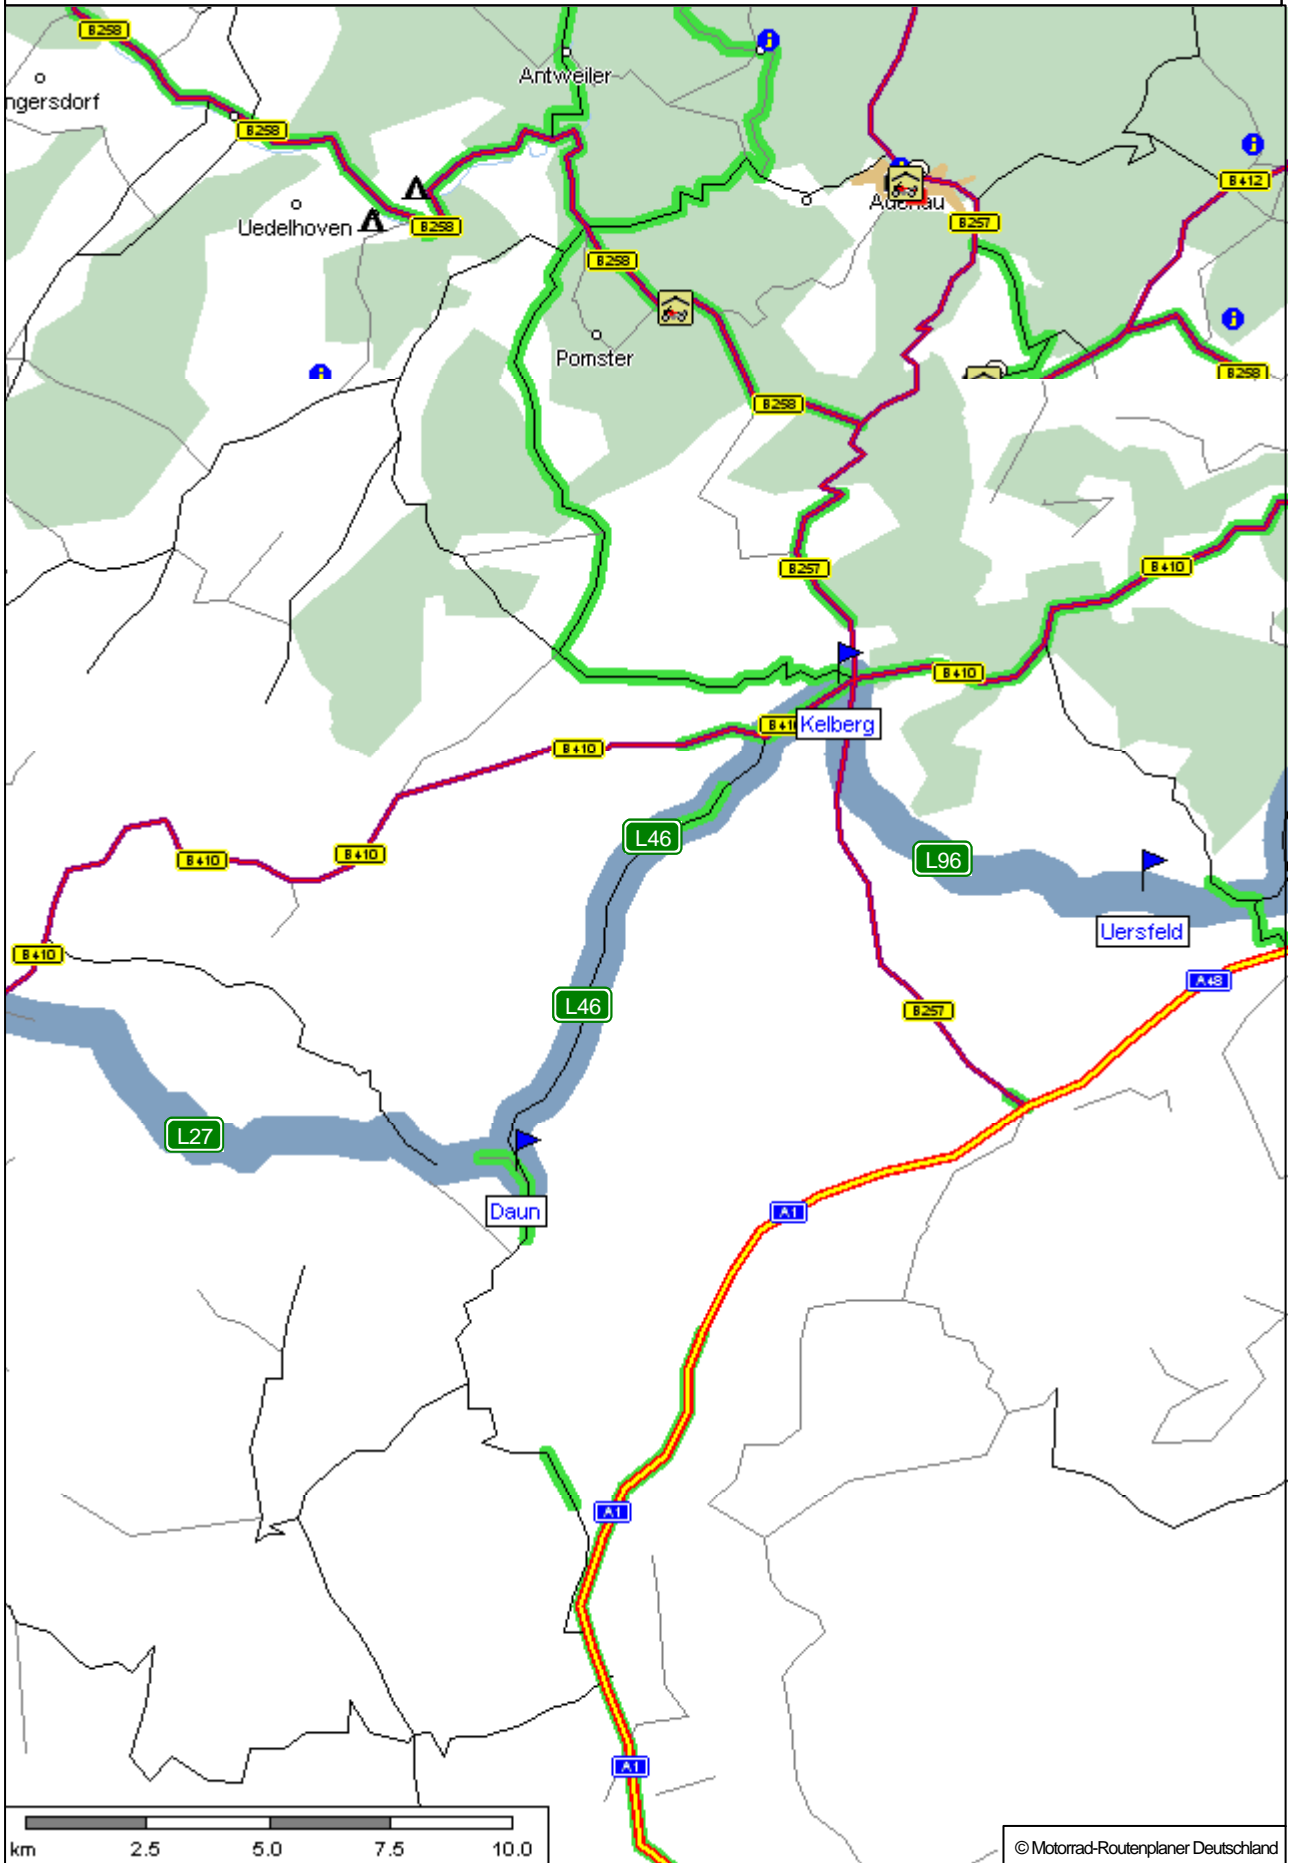 B258
Antweiler
ngersdorf
B258
B412
Uedelhoven
B258
Adenau
B257
B258
Pomster
B258
B258
B257
B410
B410
B410
Kelberg
B410
L46
B410
B410
L96
Uersfeld
B410
A48
L46
B257
L27
Daun
A1
A1
A1
km 2.5 5.0 7.5 10.0
© Motorrad-Routenplaner Deutschland